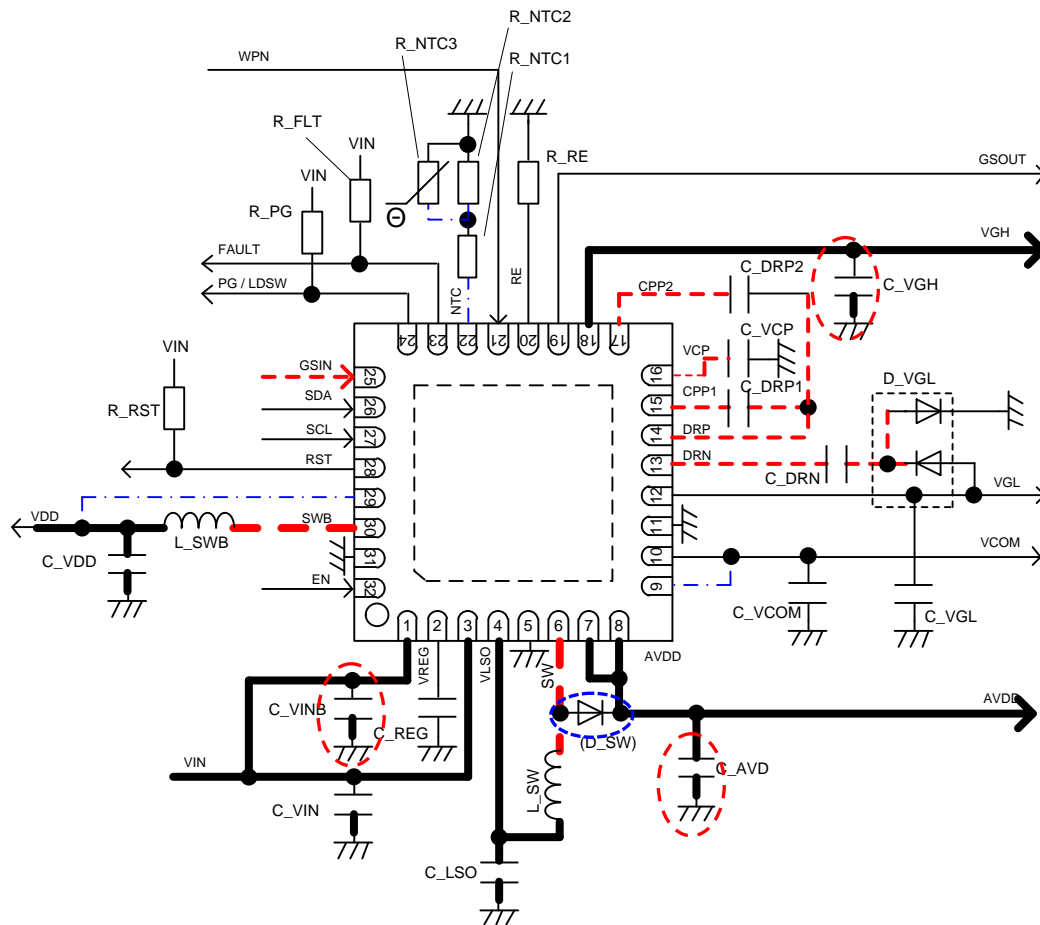 R_NTC2
R_NTC3
WPN
R_NTC1
R_FLT
VIN
R_RE
GSOUT
VIN
R_PG
Θ
VGH
FAULT
C_DRP2
PG / LDSW
NTC
RE
CPP2
C_VGH
24
23
22
21
20
19
18
17
C_VCP
VIN
VCP
16
GSIN
25
C_DRP1
D_VGL
CPP1
15
R_RST
SDA
26
DRP
14
SCL
27
DRN
13
RST
28
C_DRN
12
VGL
29
VDD
SWB
30
11
L_SWB
VCOM
10
C_VDD
31
9
EN
32
C_VCOM
C_VGL
1
2
3
4
5
6
7
8
VREG
VLSO
SW
AVDD
C_VINB
AVDD
C_REG
(D_SW)
VIN
C_AVD
L_SW
C_VIN
C_LSO